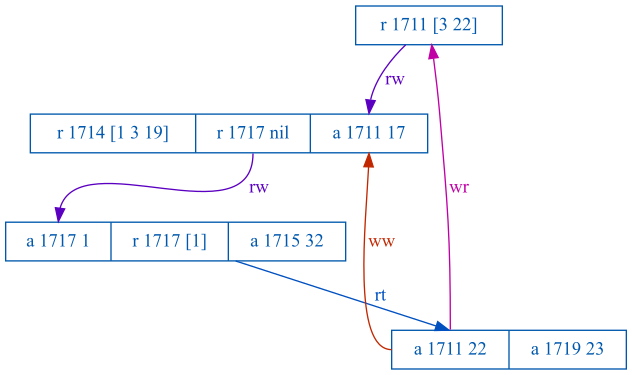 r 1711 [3 22]
rw
r 1714 [1 3 19] r 1717 nil a 1711 17
rw wr
a 1717 1 r 1717 [1] a 1715 32 ww
rt
a 1711 22 a 1719 23